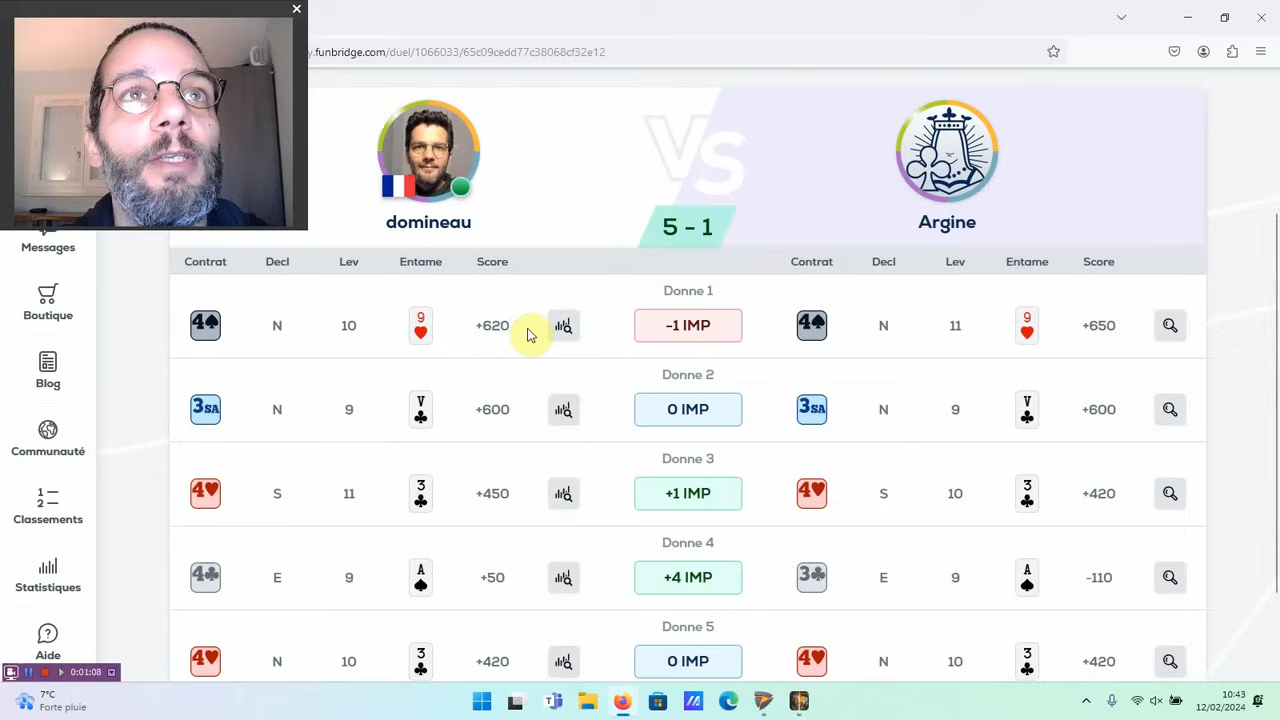 .funbridge.com/duel/1066033/65c09cedd77c38068cf32e12
VS
domineau
5 - 1
Argine
Messages
Boutique
Blog
Communauté
1
2
Classements
Statistiques
Aide
Contrat Decl Lev Entame Score Contrat Decl Lev Entame Score
Donne 1
4♠ N 10 9♥ +620 -1 IMP 4♠ N 11 9♥ +650
Donne 2
3SA N 9 V♣ +600 0 IMP 3SA N 9 V♣ +600
Donne 3
4♥ S 11 3♣ +450 +1 IMP 4♥ S 10 3♣ +420
Donne 4
4♣ E 9 A♠ +50 +4 IMP 3♣ E 9 A♠ -110
Donne 5
4♥ N 10 3♣ +420 0 IMP 4♥ N 10 3♣ +420
0:01:08
7°C
Forte pluie
10:43
12/02/2024